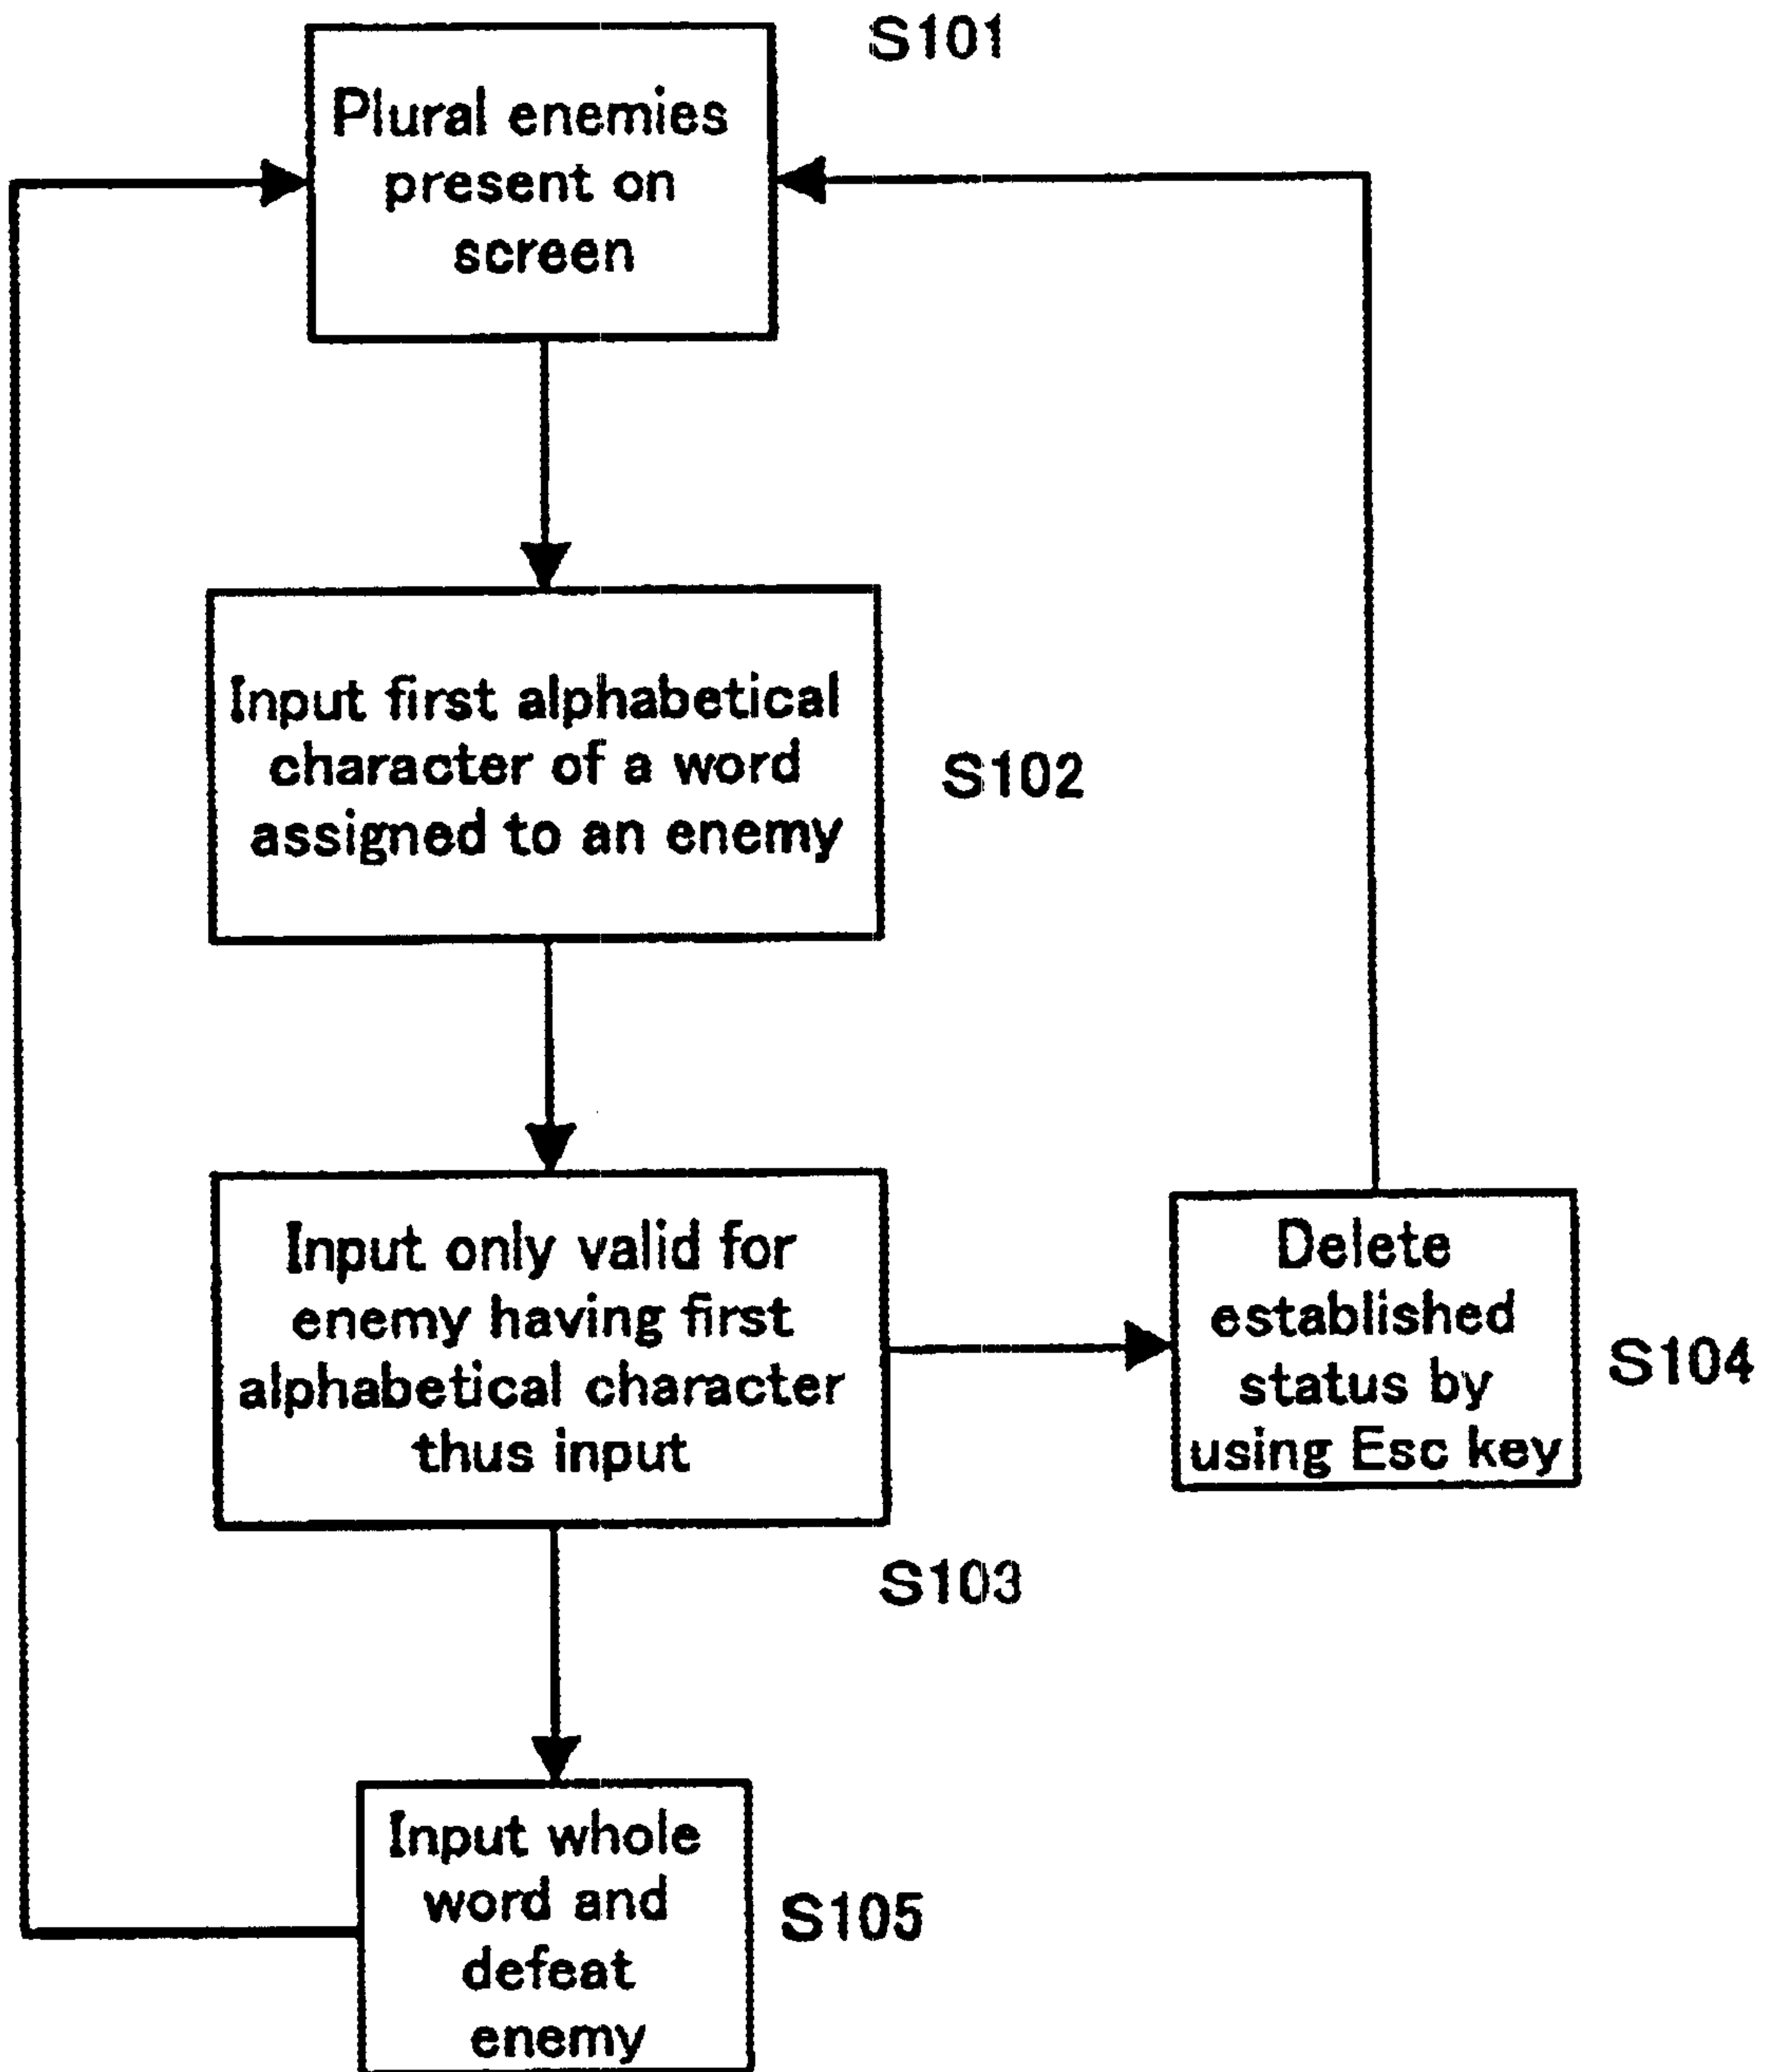 S101
Plural enemies
present on
screen
Input first alphabetical
character of a word
assigned to an enemy
S102
Input only valid for
enemy having first
alphabetical character
thus input
S103
Delete
established
status by
using Esc key
S104
Input whole
word and
defeat
enemy
S105